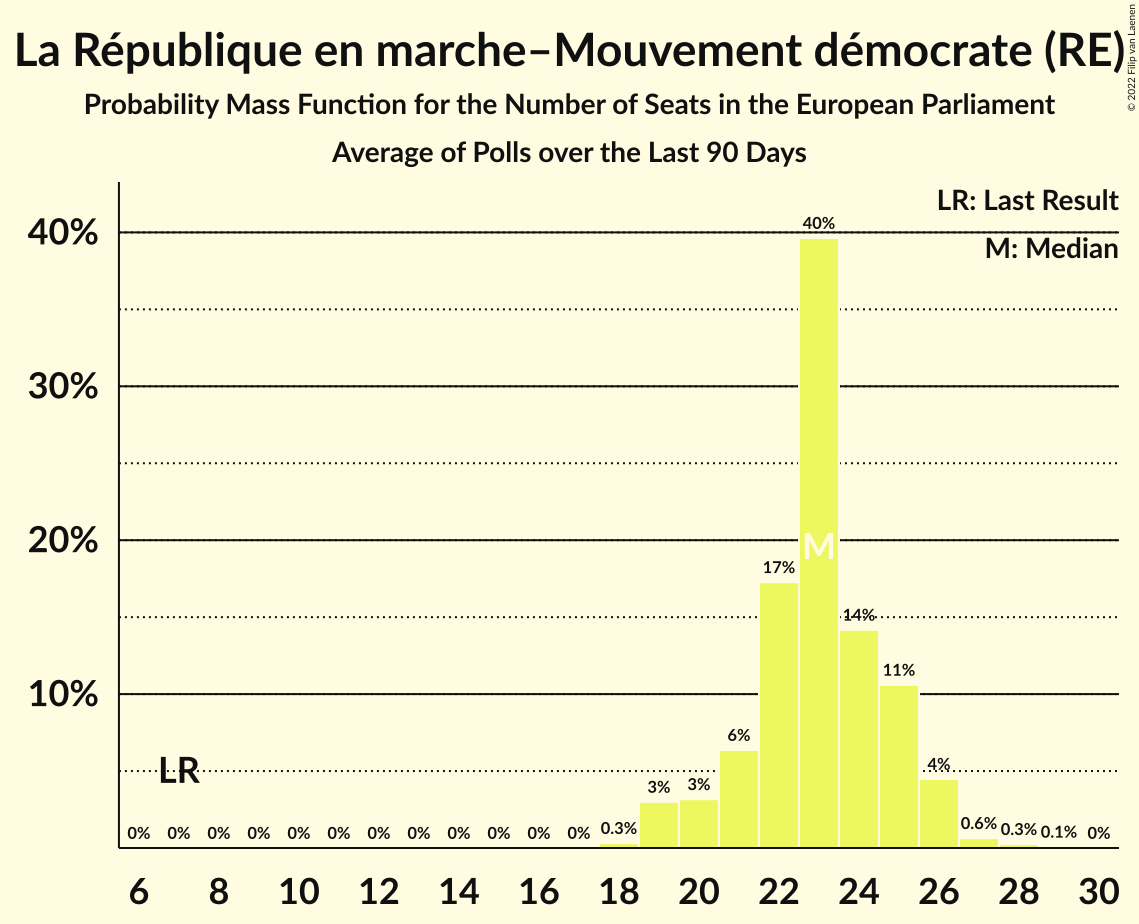 La République en marche–Mouvement démocrate (RE)
© 2022 Filip van Laenen
Probability Mass Function for the Number of Seats in the European Parliament
Average of Polls over the Last 90 Days
LR: Last Result
M: Median
40%
30%
20%
10%
40%
M
17%
14%
11%
6%
LR
4%
3%
3%
0% 0% 0% 0% 0% 0% 0% 0% 0% 0% 0% 0% 0.3% 0.6% 0.3% 0.1% 0%
6 8 10 12 14 16 18 20 22 24 26 28 30